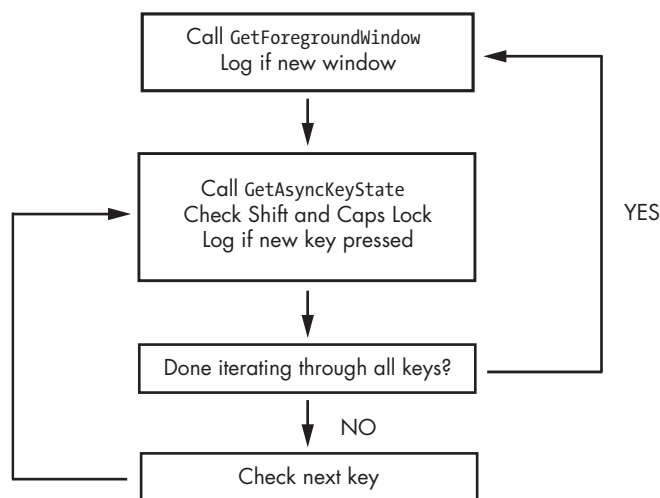 Call GetForegroundWindow
Log if new window
Call GetAsyncKeyState
Check Shift and Caps Lock
Log if new key pressed
YES
Done iterating through all keys?
NO
Check next key